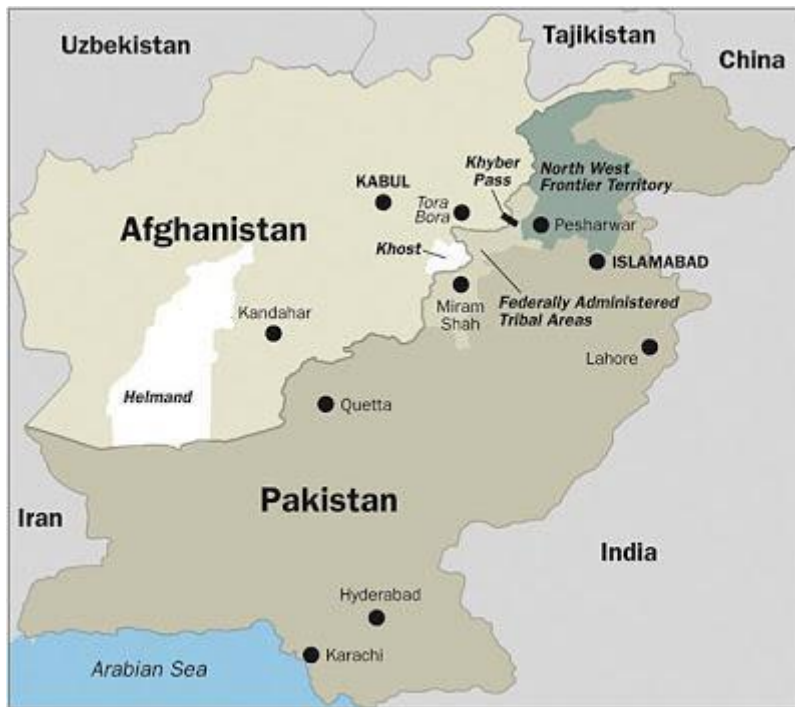 Uzbekistan
Tajikistan
China
KABUL
Tora
Bora
Khyber
Pass
North West
Frontier Territory
Pesharwar
Afghanistan
Khost
ISLAMABAD
Kandahar
Miram
Shah
Federally Administered
Tribal Areas
Lahore
Helmand
Quetta
Pakistan
Iran
India
Hyderabad
Karachi
Arabian Sea